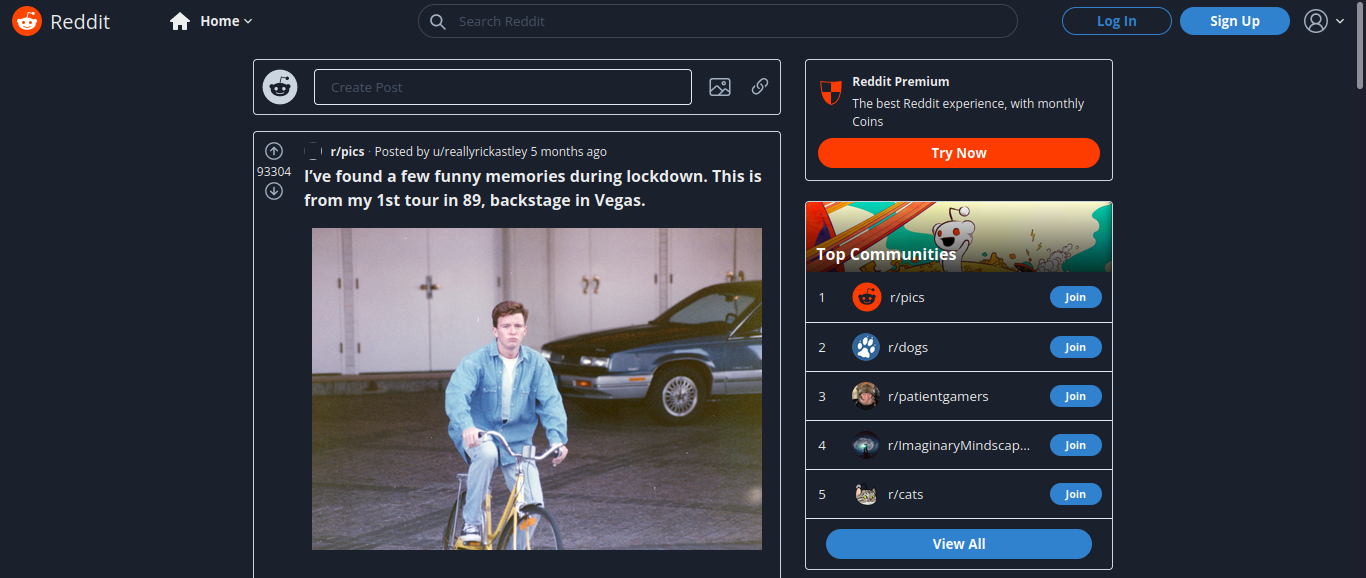 Reddit
Home
Search Reddit
Log In
Sign Up
Create Post
r/pics · Posted by u/reallyrickastley 5 months ago
93304
I’ve found a few funny memories during lockdown. This is
from my 1st tour in 89, backstage in Vegas.
Reddit Premium
The best Reddit experience, with monthly
Coins
Try Now
Top Communities
1 r/pics Join
2 r/dogs Join
3 r/patientgamers Join
4 r/ImaginaryMindscap... Join
5 r/cats Join
View All